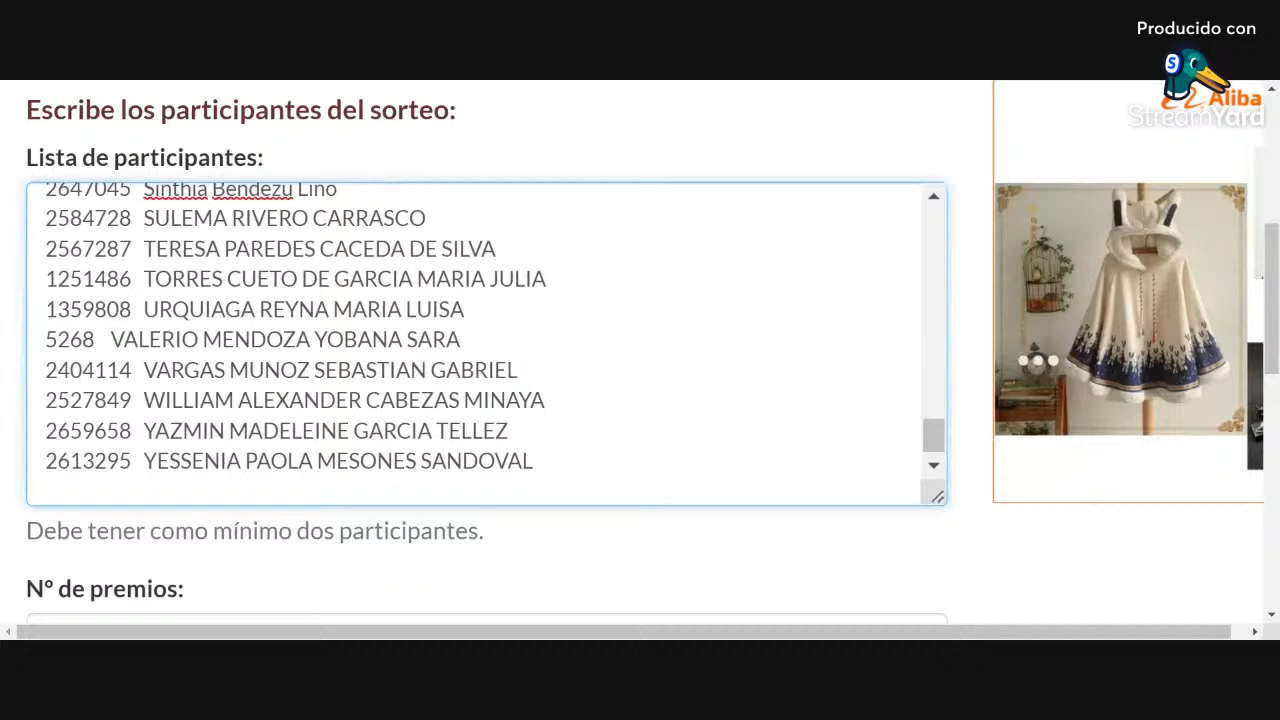 Producido con
S
Aliba
StreamYard
Escribe los participantes del sorteo:
Lista de participantes:
2647045 Sinthia Bendezu Lino
2584728 SULEMA RIVERO CARRASCO
2567287 TERESA PAREDES CACEDA DE SILVA
1251486 TORRES CUETO DE GARCIA MARIA JULIA
1359808 URQUIAGA REYNA MARIA LUISA
5268 VALERIO MENDOZA YOBANA SARA
2404114 VARGAS MUNOZ SEBASTIAN GABRIEL
2527849 WILLIAM ALEXANDER CABEZAS MINAYA
2659658 YAZMIN MADELEINE GARCIA TELLEZ
2613295 YESSENIA PAOLA MESONES SANDOVAL
Debe tener como mínimo dos participantes.
Nº de premios: